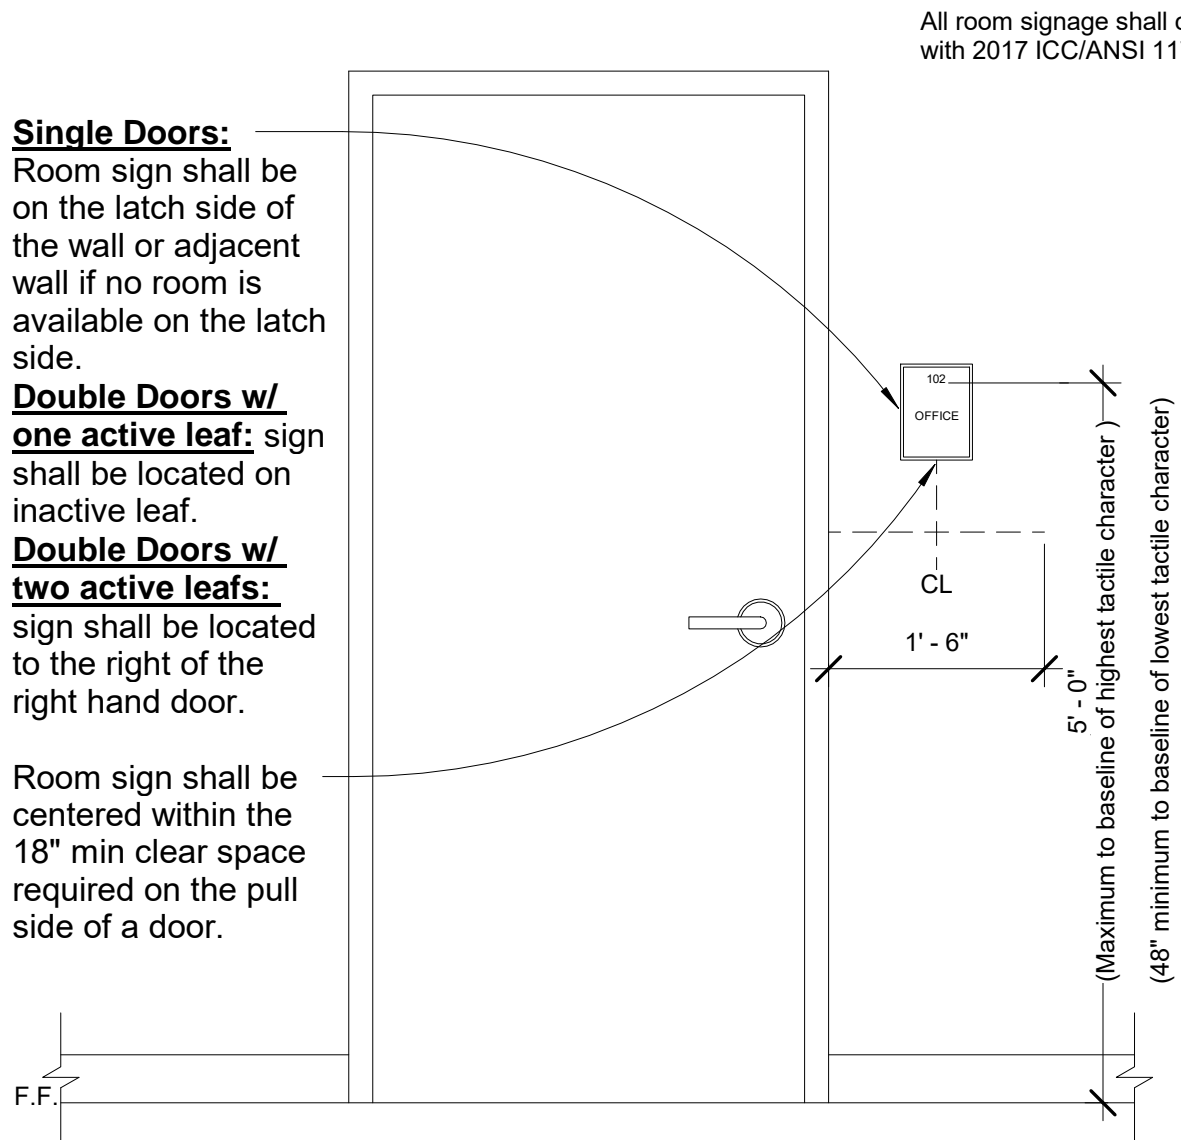 All room signage shall
with 2017 ICC/ANSI
Single Doors:
Room sign shall be
on the latch side of
the wall or adjacent
wall if no room is
available on the latch
side.
Double Doors w/
one active leaf: sign
shall be located on
inactive leaf.
Double Doors w/
two active leafs:
sign shall be located
to the right of the
right hand door.
Room sign shall be
centered within the
18" min clear space
required on the pull
side of a door.
102
OFFICE
CL
1' - 6"
5' - 0"
(Maximum to baseline of highest tactile character )
(48" minimum to baseline of lowest tactile character)
F.F.